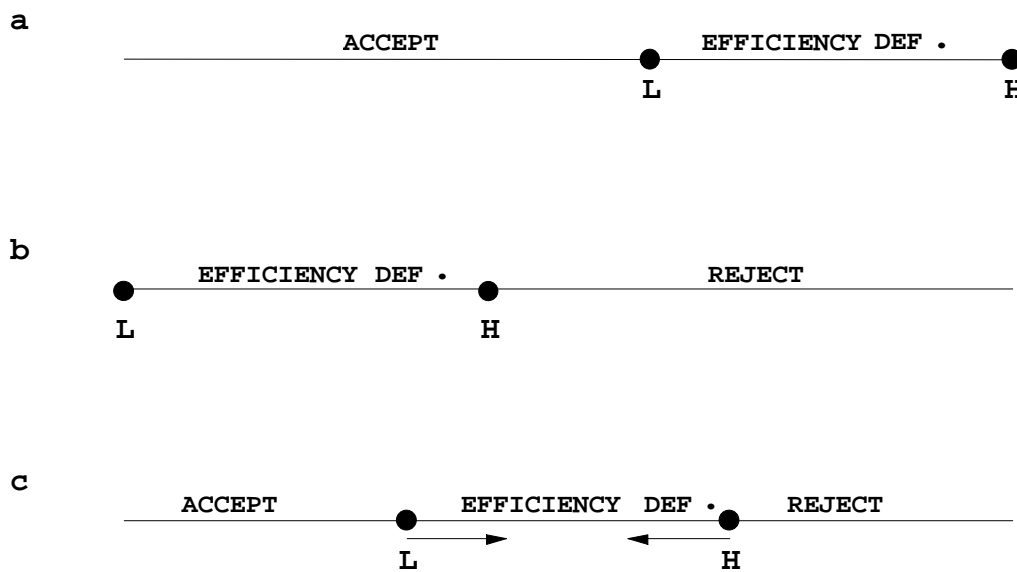 a
ACCEPT EFFICIENCY DEF .
L H
b
EFFICIENCY DEF . REJECT
L H
c
ACCEPT EFFICIENCY DEF . REJECT
L H